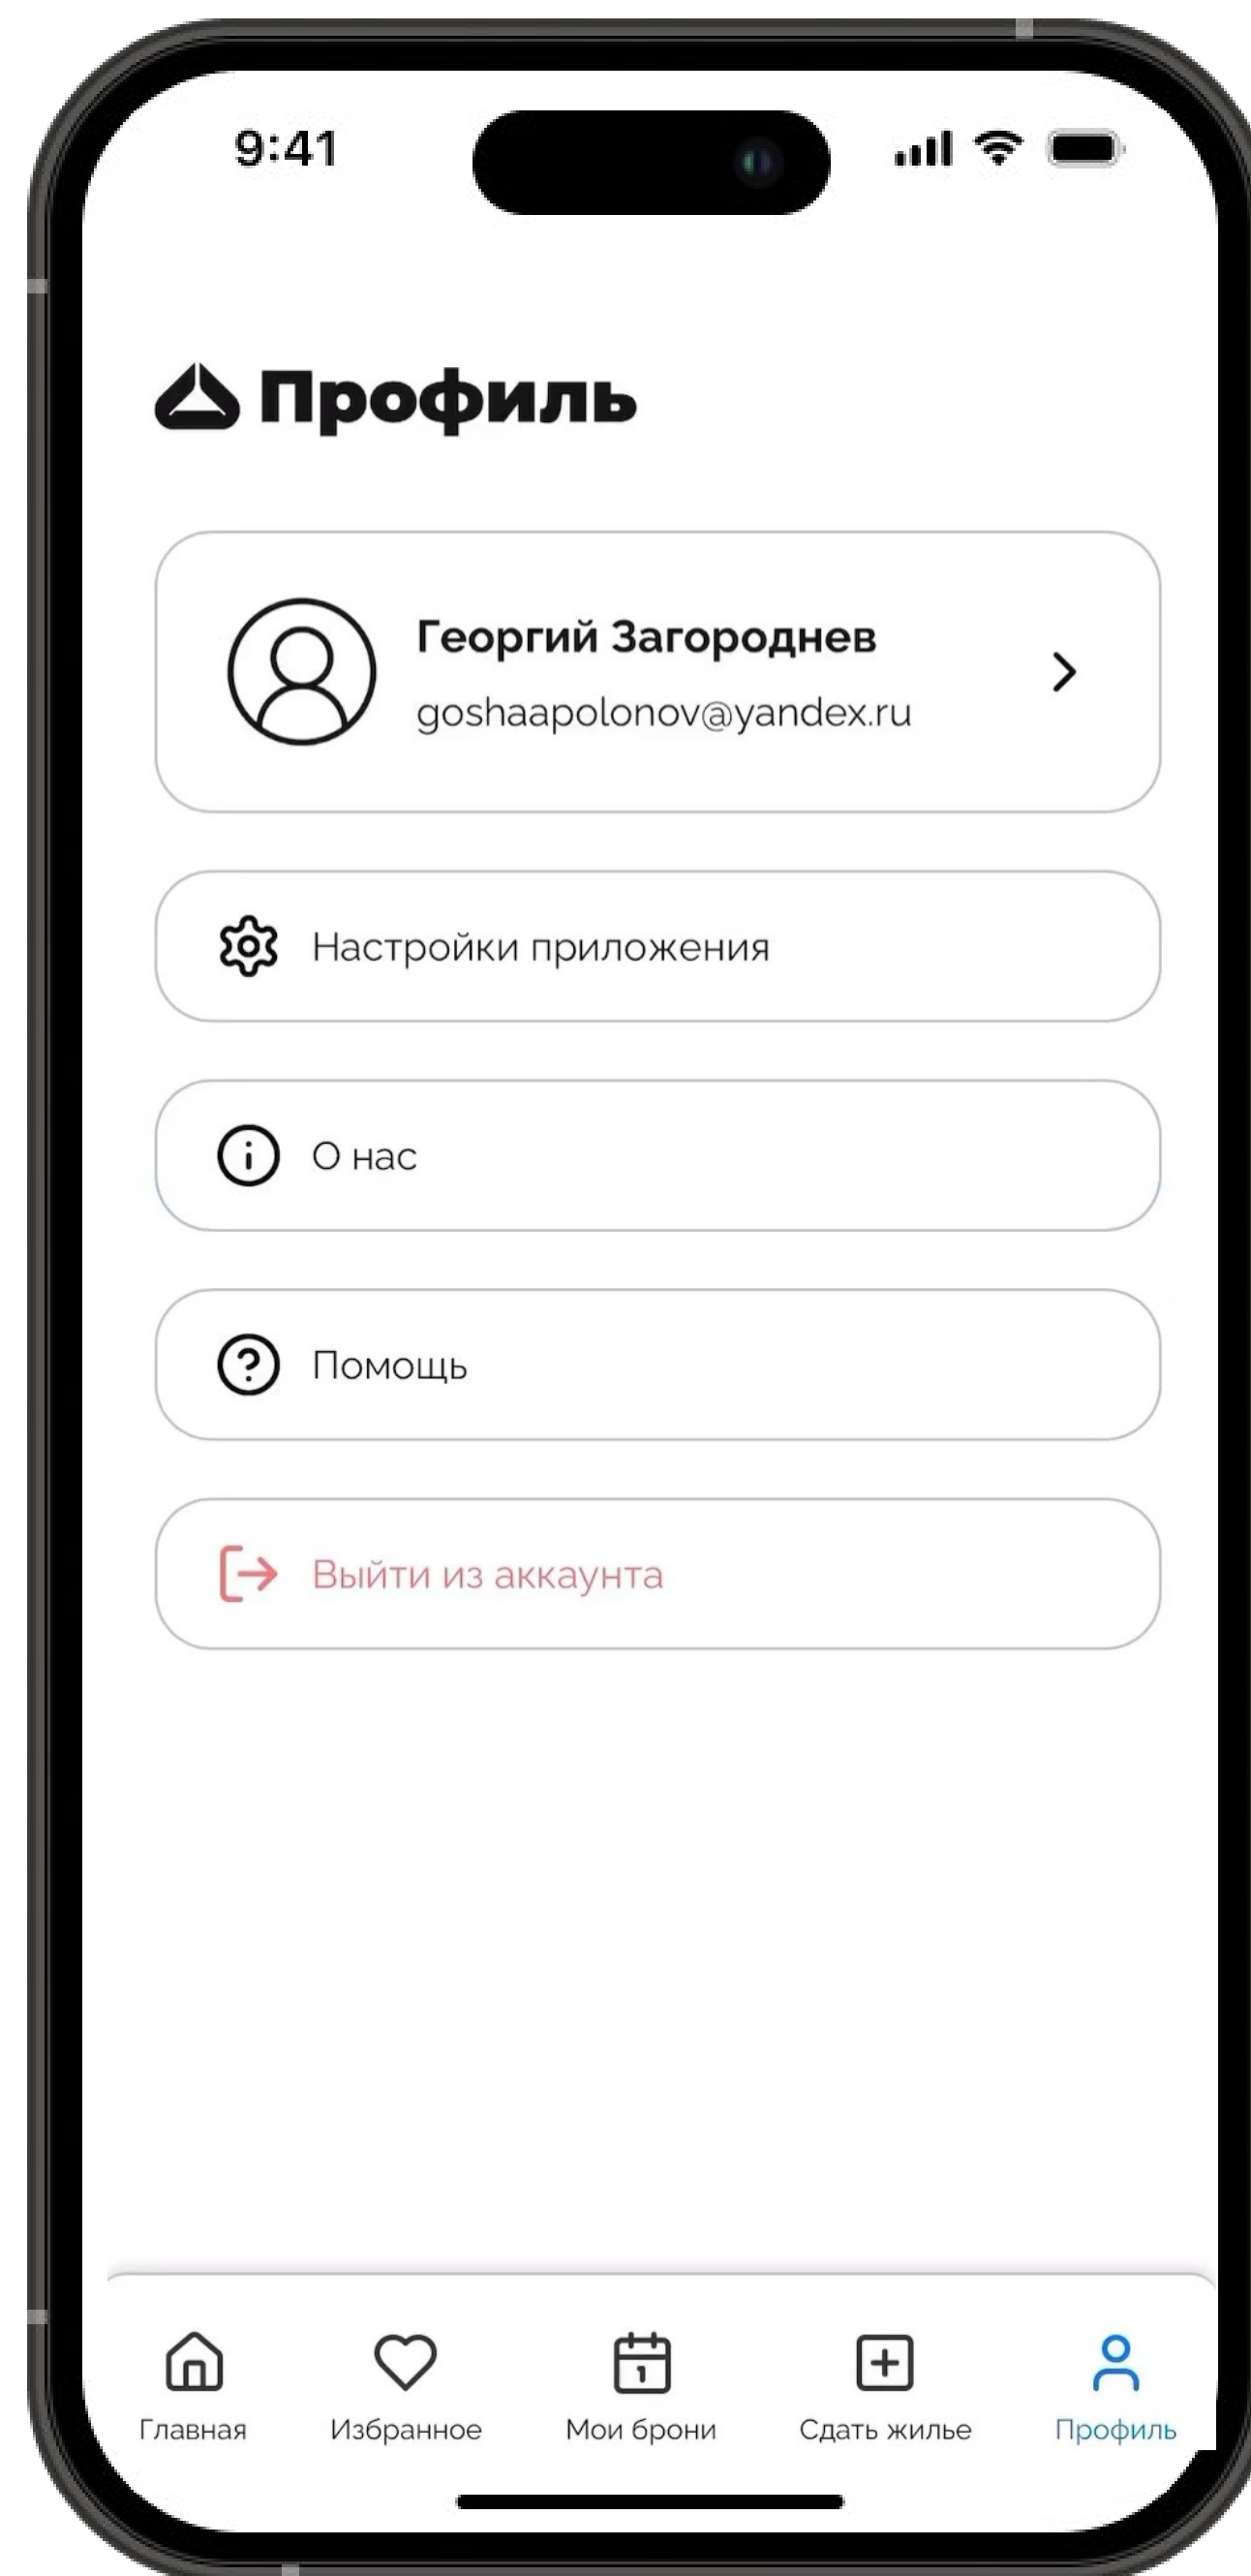 9:41
Профиль
Георгий Загороднев
goshaapolonov@yandex.ru
Настройки приложения
О нас
Помощь
Выйти из аккаунта
1
Главная
Избранное
Мои брони
Сдать жилье
Профиль